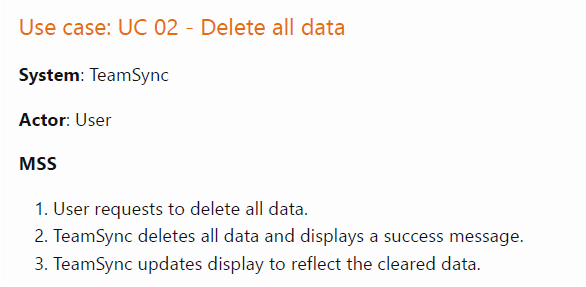 Use case: UC 02 - Delete all data
System: TeamSync
Actor: User
MSS
1. User requests to delete all data.
2. TeamSync deletes all data and displays a success message.
3. TeamSync updates display to reflect the cleared data.